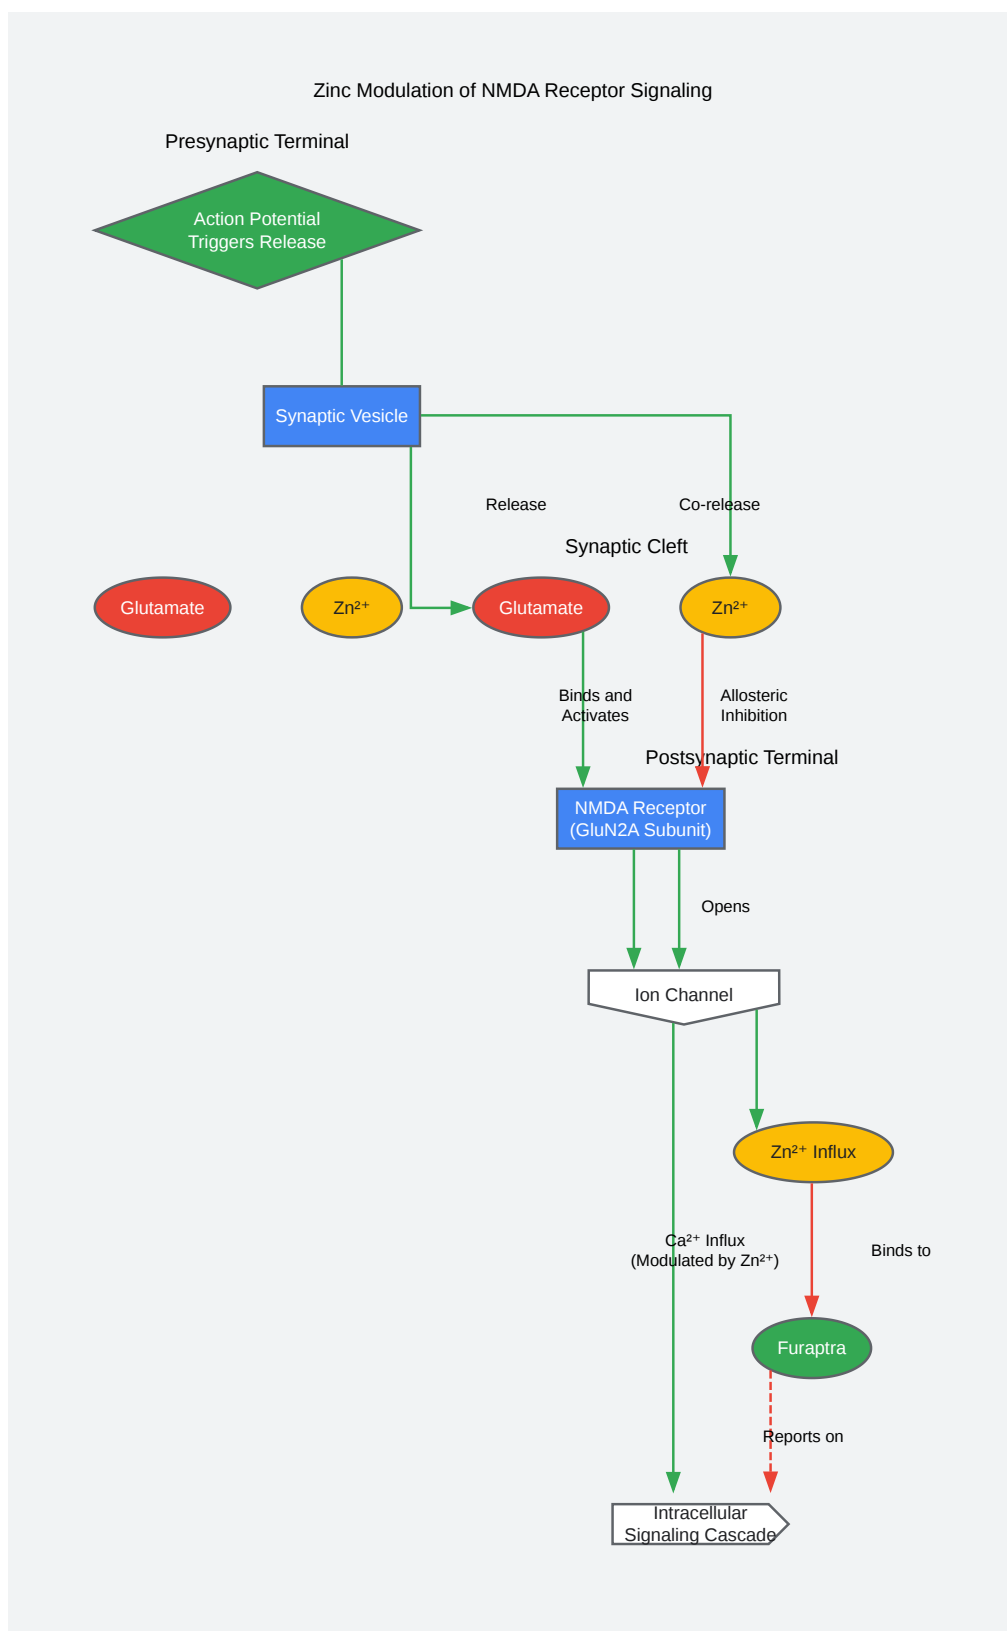 Zinc Modulation of NMDA Receptor Signaling
Presynaptic Terminal
Action Potential
Triggers Release
Synaptic Vesicle
Release
Co-release
Synaptic Cleft
Glutamate
Zn²⁺
Glutamate
Zn²⁺
Binds and
Activates
Allosteric
Inhibition
Postsynaptic Terminal
NMDA Receptor
(GluN2A Subunit)
Opens
Ion Channel
Zn²⁺ Influx
Ca²⁺ Influx
(Modulated by Zn²⁺)
Binds to
Furaptra
Reports on
Intracellular
Signaling Cascade